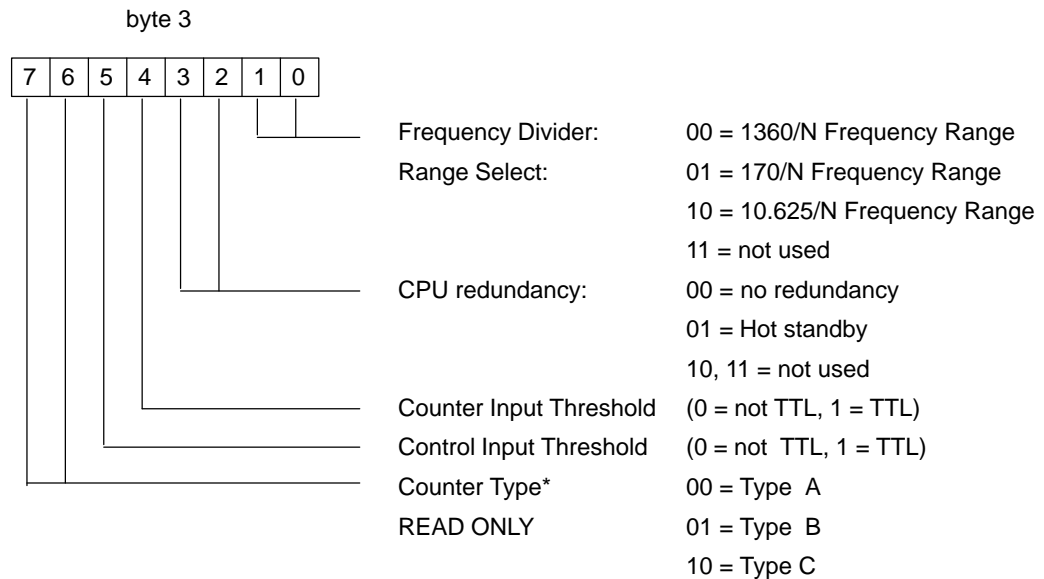 byte 3
7 6 5 4 3 2 1 0
Frequency Divider: 00 = 1360/N Frequency Range
Range Select: 01 = 170/N Frequency Range
10 = 10.625/N Frequency Range
11 = not used
CPU redundancy: 00 = no redundancy
01 = Hot standby
10, 11 = not used
Counter Input Threshold (0 = not TTL, 1 = TTL)
Control Input Threshold (0 = not TTL, 1 = TTL)
Counter Type* 00 = Type A
READ ONLY 01 = Type B
10 = Type C